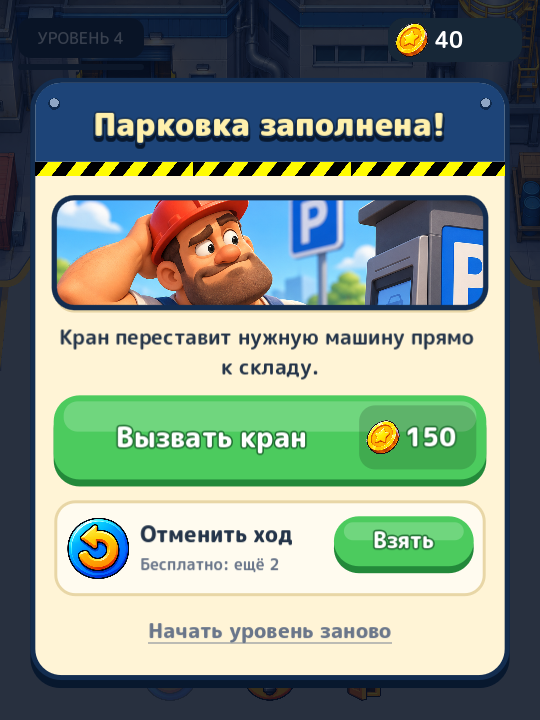 УРОВЕНЬ 4
40
Парковка заполнена!
P
P
Кран переставит нужную машину прямо
к складу.
Вызвать кран
150
Отменить ход
Бесплатно: ещё 2
Взять
Начать уровень заново